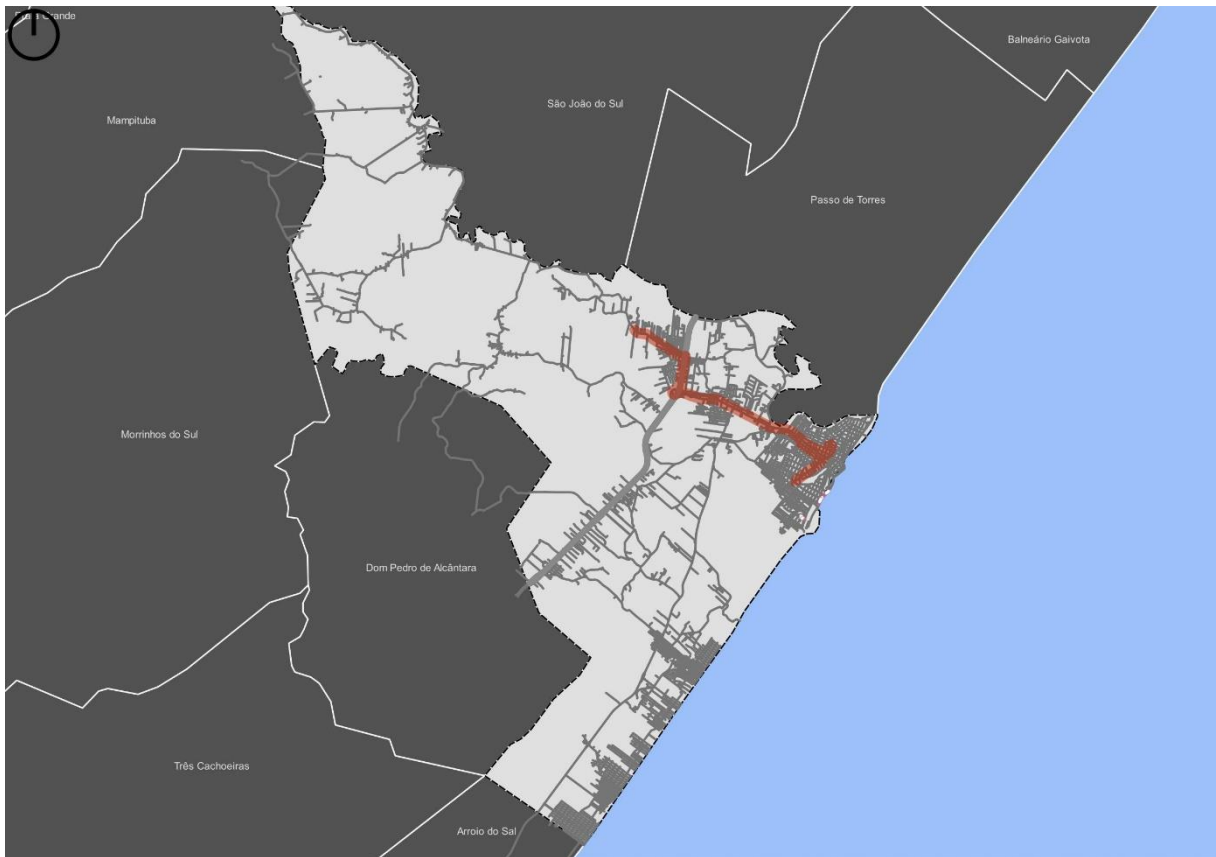 Balneário Gaivota
São João do Sul
Mampituba
Passo de Torres
Morrinhos do Sul
Dom Pedro de Alcântara
Três Cachoeiras
Arroio do Sal